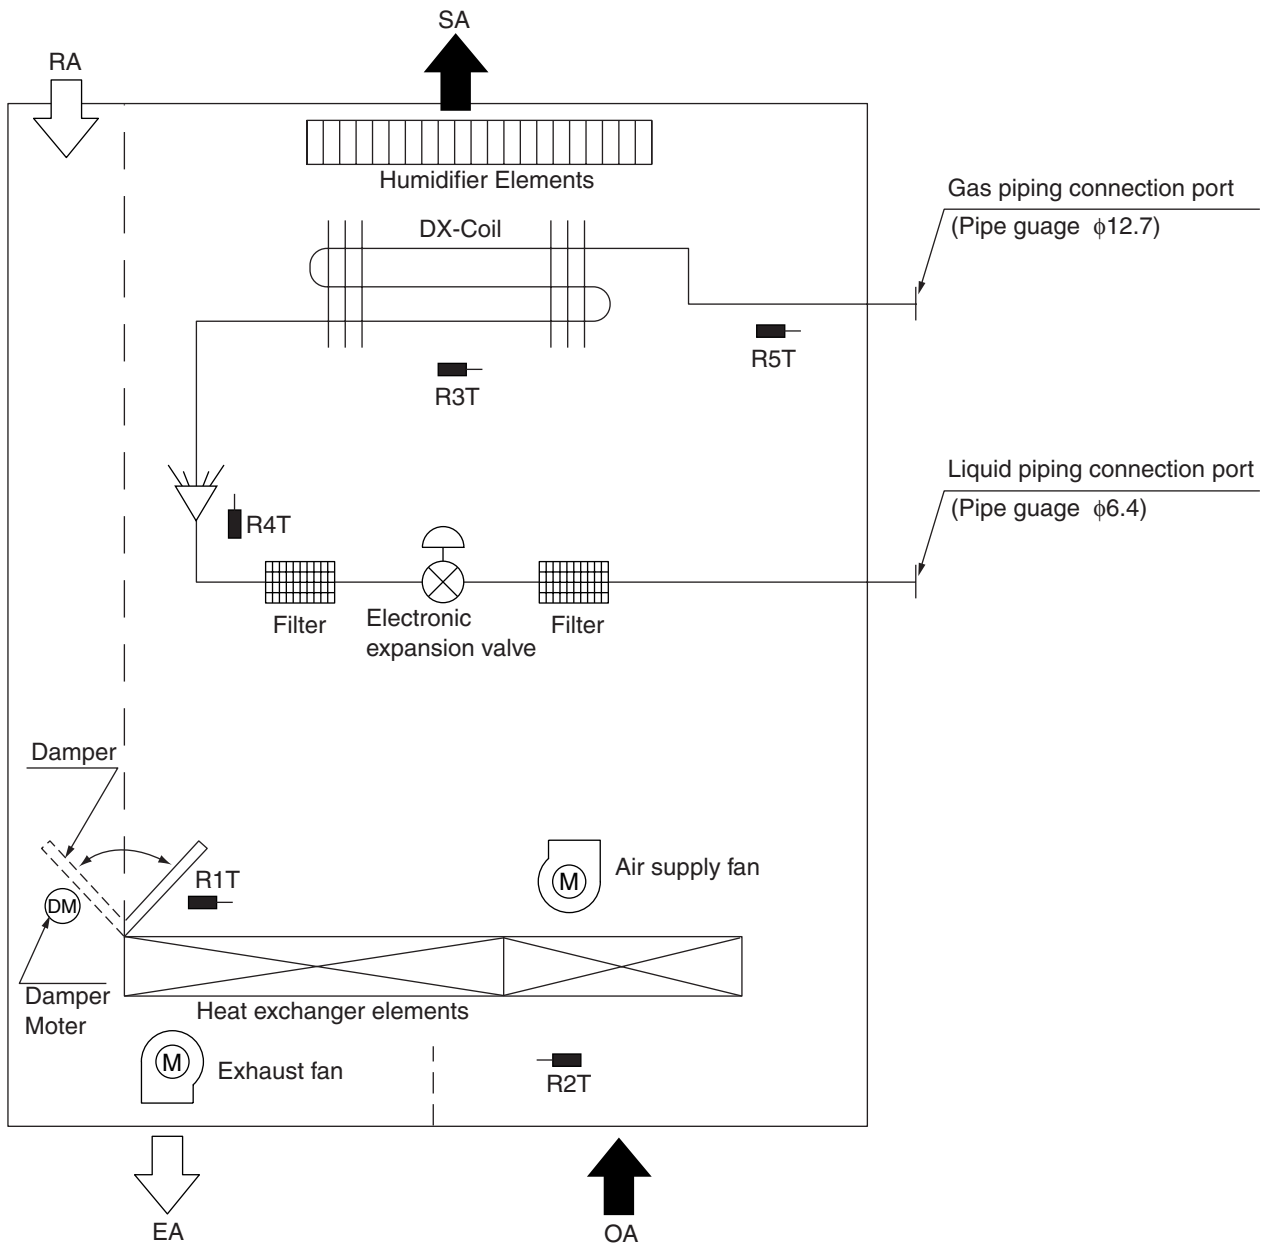 SA
RA
Humidifier Elements
Gas piping connection port
(Pipe guage ϕ12.7)
DX-Coil
R5T
R3T
Liquid piping connection port
(Pipe guage ϕ6.4)
R4T
Filter
Electronic
expansion valve
Filter
Damper
R1T
M
Air supply fan
DM
Damper
Moter
Heat exchanger elements
M
Exhaust fan
R2T
EA
OA